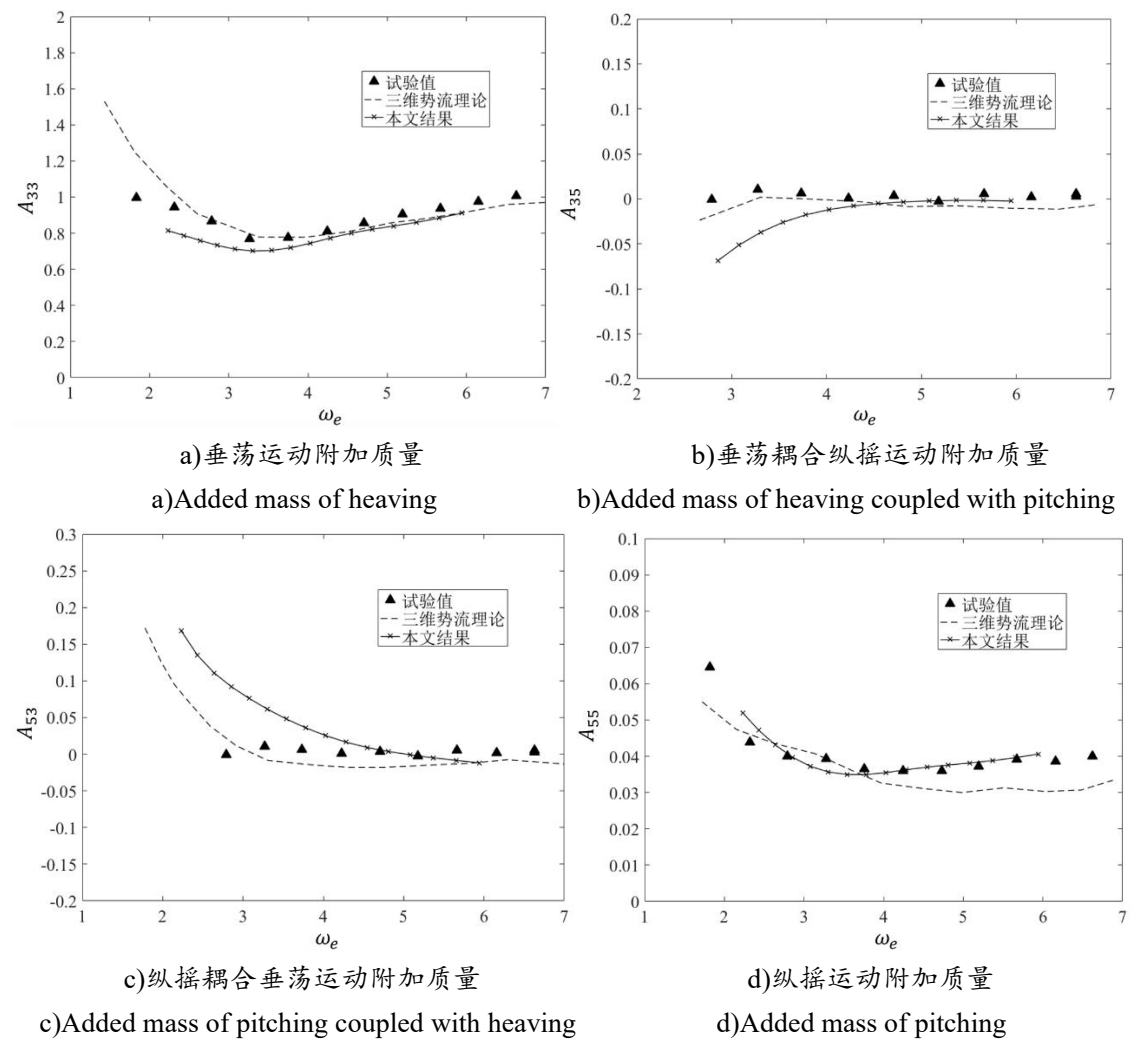 2
1.8
1.6
1.4
1.2
1
0.8
0.6
0.4
0.2
0
A33
试验值
三维势流理论
本文结果
1 2 3 4 5 6 7
ωe
0.2
0.15
0.1
0.05
0
-0.05
-0.1
-0.15
-0.2
A35
试验值
三维势流理论
本文结果
2 3 4 5 6 7
ωe
a)垂荡运动附加质量
b)垂荡耦合纵摇运动附加质量
a)Added mass of heaving
b)Added mass of heaving coupled with pitching
0.3
0.25
0.2
0.15
0.1
0.05
0
-0.05
-0.1
-0.15
-0.2
A53
试验值
三维势流理论
本文结果
1 2 3 4 5 6 7
ωe
0.1
0.09
0.08
0.07
0.06
0.05
0.04
0.03
0.02
0.01
0
A55
试验值
三维势流理论
本文结果
1 2 3 4 5 6 7
ωe
c)纵摇耦合垂荡运动附加质量
d)纵摇运动附加质量
c)Added mass of pitching coupled with heaving
d)Added mass of pitching